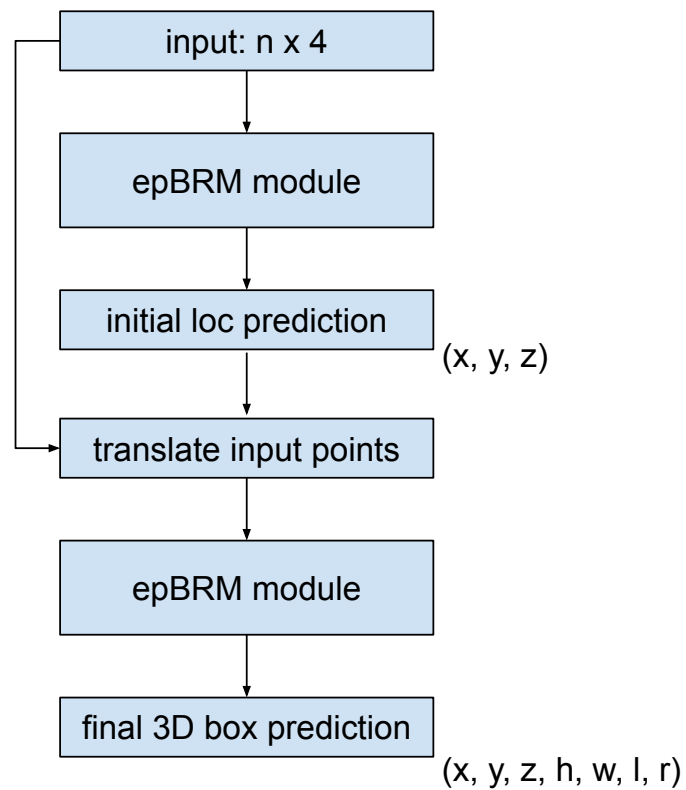 input: n x 4
epBRM module
initial loc prediction
(x, y, z)
translate input points
epBRM module
final 3D box prediction
(x, y, z, h, w, l, r)